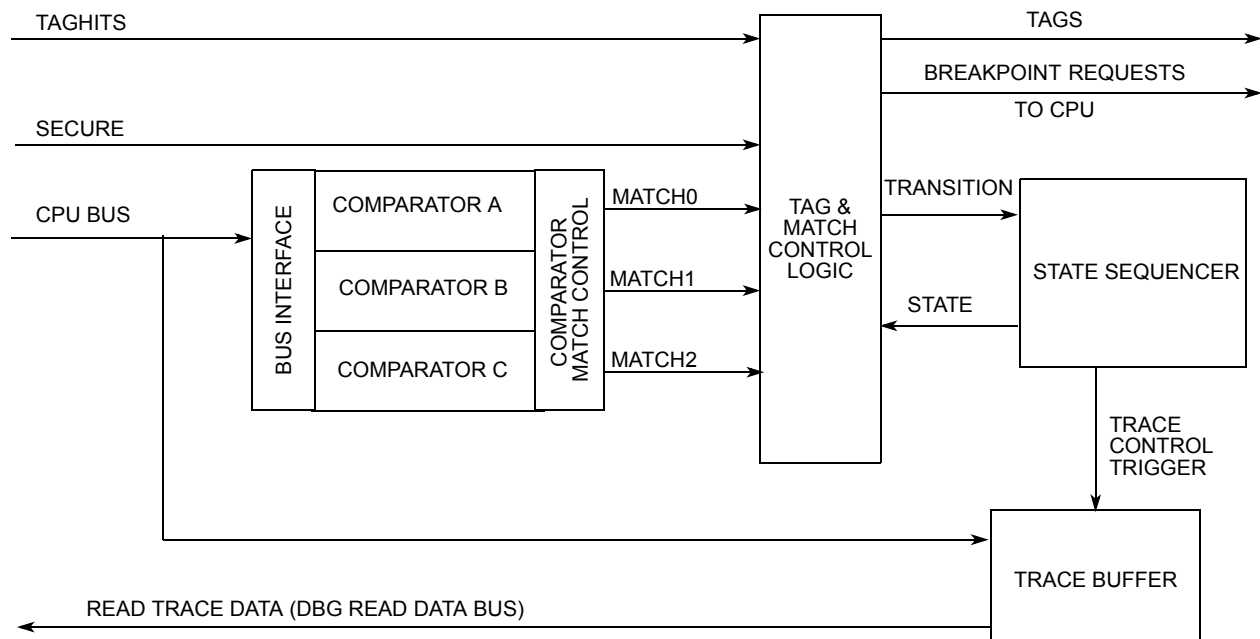 TAGHITS
TAGS
BREAKPOINT REQUESTS
TO CPU
SECURE
CPU BUS
BUS INTERFACE
COMPARATOR A
COMPARATOR B
COMPARATOR C
COMPARATOR
MATCH CONTROL
MATCH0
MATCH1
MATCH2
TAG &
MATCH
CONTROL
LOGIC
TRANSITION
STATE
STATE SEQUENCER
TRACE
CONTROL
TRIGGER
TRACE BUFFER
READ TRACE DATA (DBG READ DATA BUS)